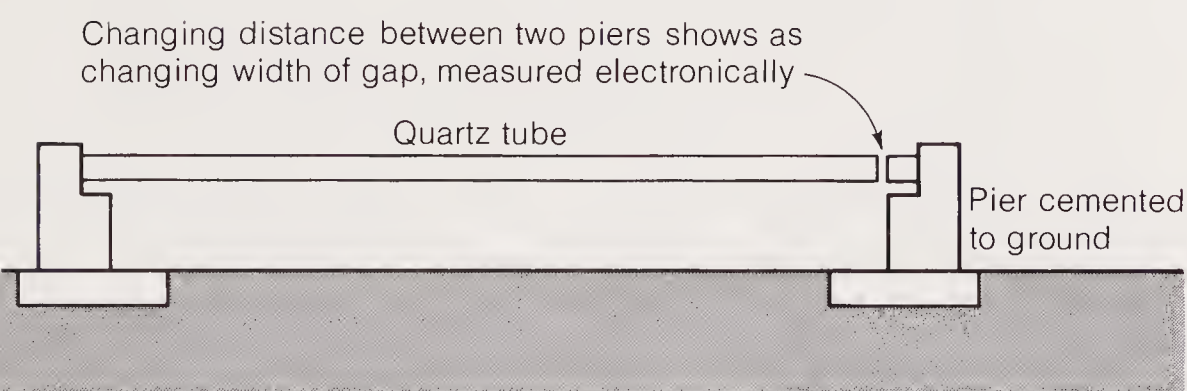 Changing distance between two piers shows as
changing width of gap, measured electronically
Quartz tube
Pier cemented
to ground